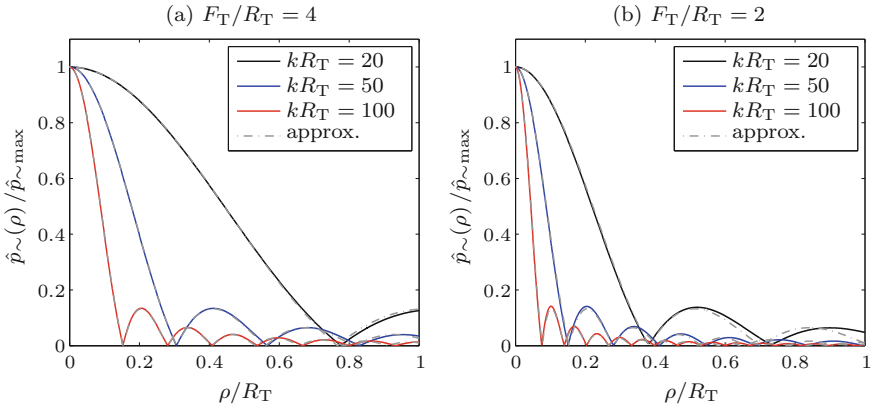 (a) F_T/R_T = 4
kR_T = 20
kR_T = 50
kR_T = 100
approx.
1
0.8
0.6
0.4
0.2
0
0 0.2 0.4 0.6 0.8 1
p̂~(ρ)/p̂~max
ρ/R_T
(b) F_T/R_T = 2
kR_T = 20
kR_T = 50
kR_T = 100
approx.
1
0.8
0.6
0.4
0.2
0
0 0.2 0.4 0.6 0.8 1
p̂~(ρ)/p̂~max
ρ/R_T